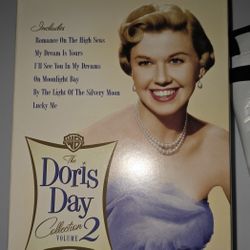 Includes
Romance On The High Seas
My Dream Is Yours
I'll See You In My Dreams
On Moonlight Bay
By The Light Of The Silvery Moon
Lucky Me
WB
The
Doris
Day
Collection
VOLUME 2